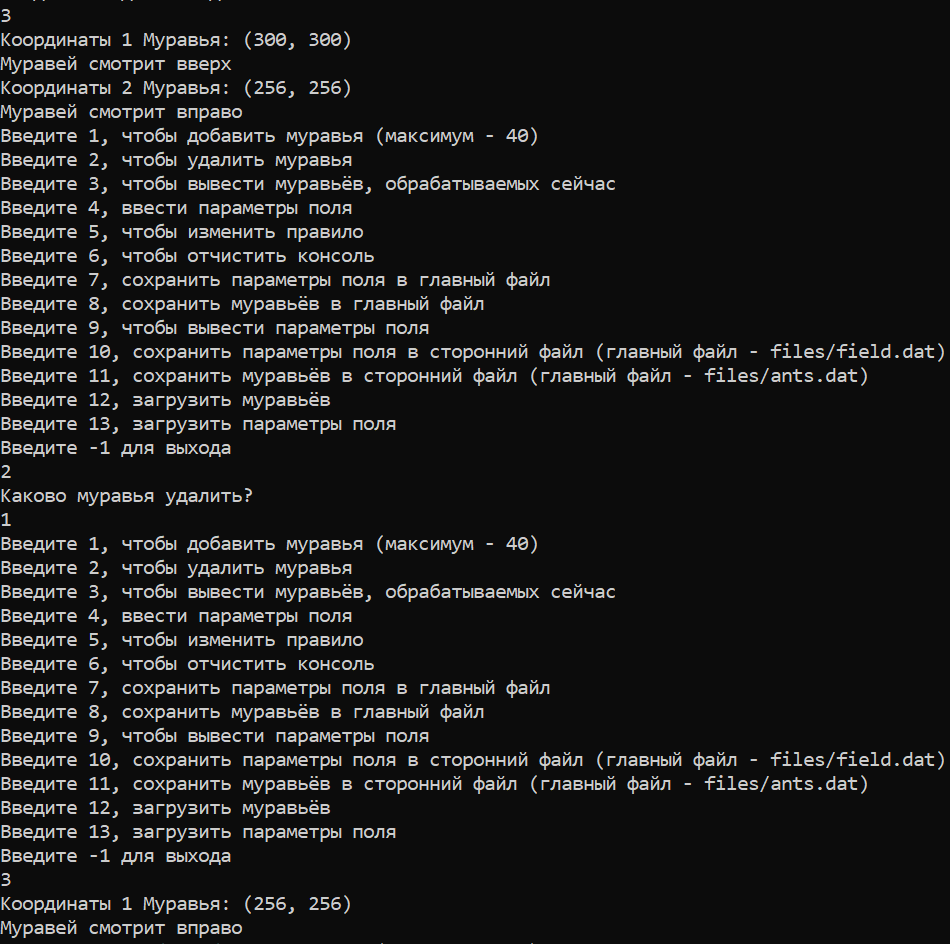 3
Координаты 1 Муравья: (300, 300)
Муравей смотрит вверх
Координаты 2 Муравья: (256, 256)
Муравей смотрит вправо
Введите 1, чтобы добавить муравья (максимум - 40)
Введите 2, чтобы удалить муравья
Введите 3, чтобы вывести муравьёв, обрабатываемых сейчас
Введите 4, ввести параметры поля
Введите 5, чтобы изменить правило
Введите 6, чтобы отчистить консоль
Введите 7, сохранить параметры поля в главный файл
Введите 8, сохранить муравьёв в главный файл
Введите 9, чтобы вывести параметры поля
Введите 10, сохранить параметры поля в сторонний файл (главный файл - files/field.dat)
Введите 11, сохранить муравьёв в сторонний файл (главный файл - files/ants.dat)
Введите 12, загрузить муравьёв
Введите 13, загрузить параметры поля
Введите -1 для выхода
2
Каково муравья удалить?
1
Введите 1, чтобы добавить муравья (максимум - 40)
Введите 2, чтобы удалить муравья
Введите 3, чтобы вывести муравьёв, обрабатываемых сейчас
Введите 4, ввести параметры поля
Введите 5, чтобы изменить правило
Введите 6, чтобы отчистить консоль
Введите 7, сохранить параметры поля в главный файл
Введите 8, сохранить муравьёв в главный файл
Введите 9, чтобы вывести параметры поля
Введите 10, сохранить параметры поля в сторонний файл (главный файл - files/field.dat)
Введите 11, сохранить муравьёв в сторонний файл (главный файл - files/ants.dat)
Введите 12, загрузить муравьёв
Введите 13, загрузить параметры поля
Введите -1 для выхода
3
Координаты 1 Муравья: (256, 256)
Муравей смотрит вправо